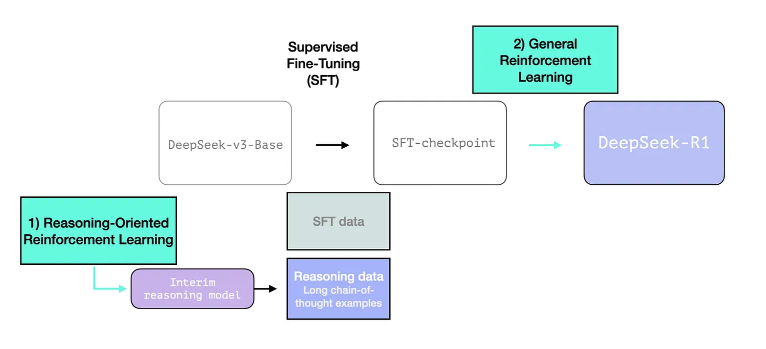 Supervised
Fine-Tuning
(SFT)
2) General
Reinforcement
Learning
DeepSeek-v3-Base
SFT-checkpoint
DeepSeek-R1
1) Reasoning-Oriented
Reinforcement Learning
SFT data
Interim
reasoning model
Reasoning data
Long chain-of-
thought examples